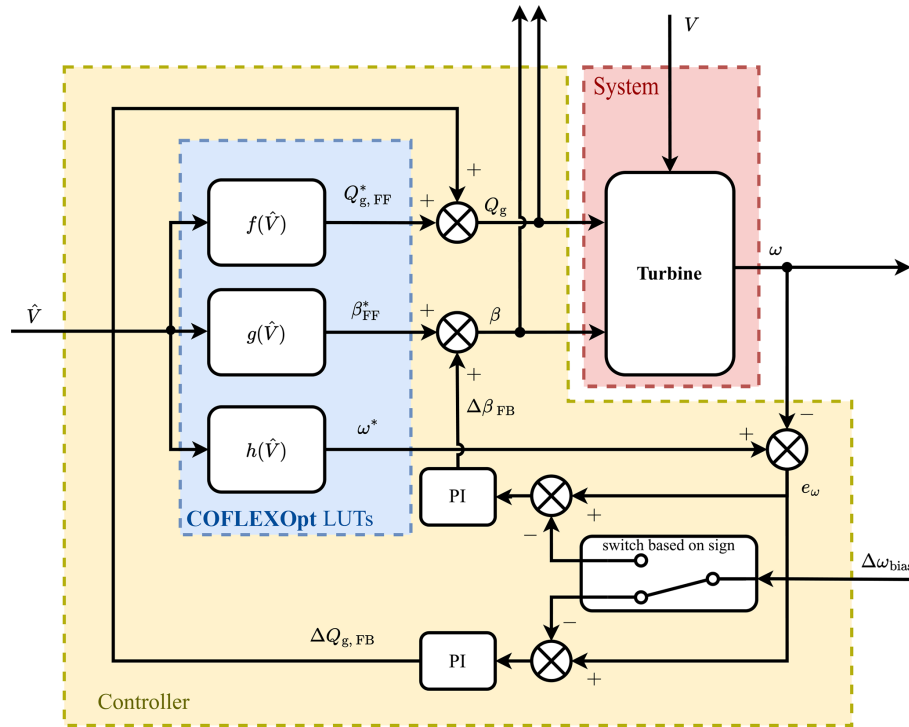 V
System
+
Q*g, FF
+
f(V̂)
Qg
Turbine
ω
V̂
β*FF
+
β
g(V̂)
+
Δβ FB
−
ω*
+
h(V̂)
eω
PI
COFLEXOpt LUTs
+
−
switch based on sign
Δωbias
−
ΔQg, FB
PI
+
Controller